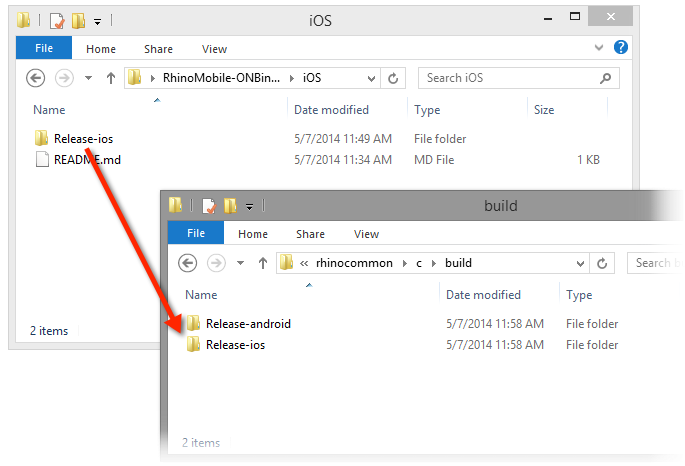 iOS
File Home Share View
RhinoMobile-ONBin... iOS Search iOS
Name Date modified Type Size
Release-ios 5/7/2014 11:49 AM File folder
README.md 5/7/2014 11:34 AM MD File 1 KB
2 items
build
File Home Share View
« rhinocommon c build Search b
Name Date modified Type
Release-android 5/7/2014 11:58 AM File folder
Release-ios 5/7/2014 11:58 AM File folder
2 items